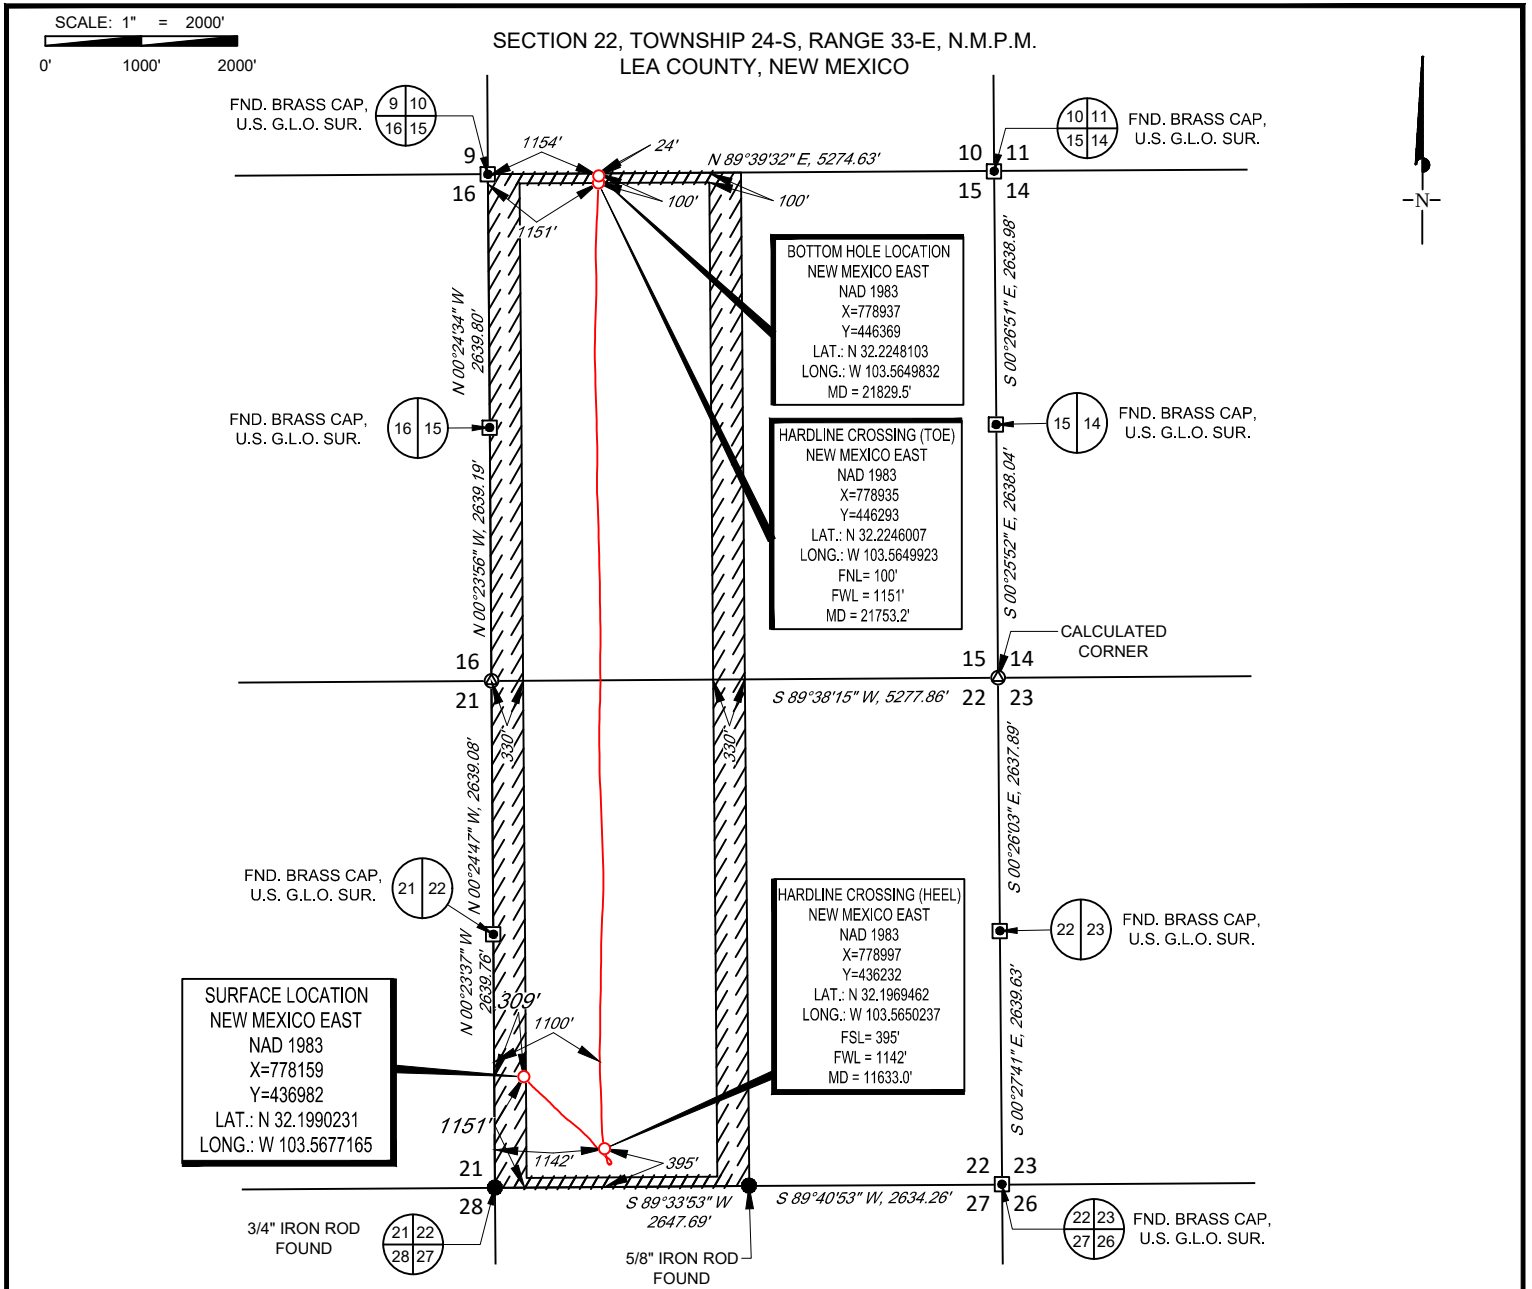 SCALE: 1" = 2000'
0' 1000' 2000'
SECTION 22, TOWNSHIP 24-S, RANGE 33-E, N.M.P.M.
LEA COUNTY, NEW MEXICO
FND. BRASS CAP,
U.S. G.L.O. SUR.
9 10
16 15
10 11
15 14
FND. BRASS CAP,
U.S. G.L.O. SUR.
9
16
1154'
24'
N 89°39'32" E, 5274.63'
10 11
15 14
100'
100'
1151'
-N-
BOTTOM HOLE LOCATION
NEW MEXICO EAST
NAD 1983
X=778937
Y=446369
LAT.: N 32.2248103
LONG.: W 103.5649832
MD = 21829.5'
N 00°24'34" W
2639.80'
S 00°26'51" E, 2638.98'
FND. BRASS CAP,
U.S. G.L.O. SUR.
16 15
15 14
FND. BRASS CAP,
U.S. G.L.O. SUR.
HARDLINE CROSSING (TOE)
NEW MEXICO EAST
NAD 1983
X=778935
Y=446293
LAT.: N 32.2246007
LONG.: W 103.5649923
FNL= 100'
FWL = 1151'
MD = 21753.2'
N 00°23'56" W, 2639.19'
S 00°25'52" E, 2638.04'
CALCULATED
CORNER
16
21
15 14
22 23
S 89°38'15" W, 5277.86'
330'
330'
N 00°24'47" W, 2639.08'
S 00°26'03" E, 2637.89'
FND. BRASS CAP,
U.S. G.L.O. SUR.
21 22
22 23
FND. BRASS CAP,
U.S. G.L.O. SUR.
HARDLINE CROSSING (HEEL)
NEW MEXICO EAST
NAD 1983
X=778997
Y=436232
LAT.: N 32.1969462
LONG.: W 103.5650237
FSL= 395'
FWL = 1142'
MD = 11633.0'
N 00°23'37" W
2639.76'
S 00°27'41" E, 2639.63'
SURFACE LOCATION
NEW MEXICO EAST
NAD 1983
X=778159
Y=436982
LAT.: N 32.1990231
LONG.: W 103.5677165
309'
1100'
1151'
1142'
395'
21
28
22 23
27 26
S 89°33'53" W
2647.69'
S 89°40'53" W, 2634.26'
3/4" IRON ROD
FOUND
21 22
28 27
5/8" IRON ROD
FOUND
22 23
27 26
FND. BRASS CAP,
U.S. G.L.O. SUR.